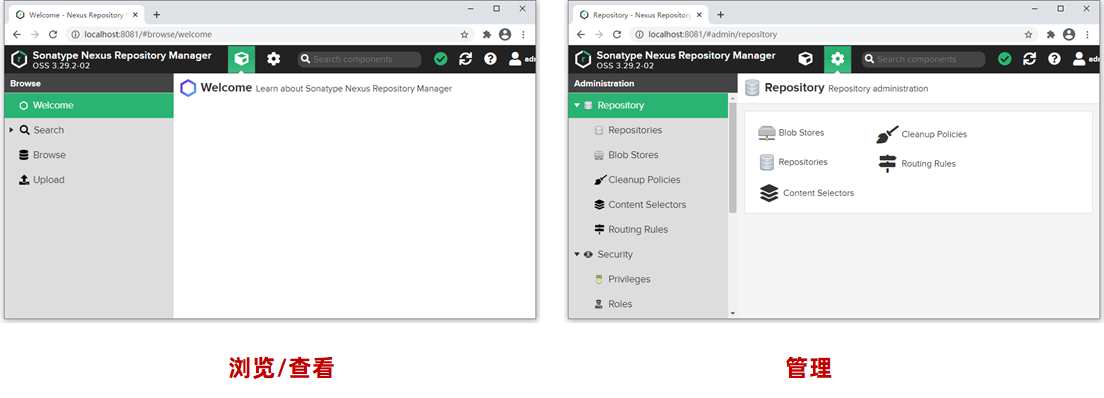 Welcome - Nexus Repository M
localhost:8081/#browse/welcome
Sonatype Nexus Repository Manager
OSS 3.29.2-02
Search components
adm
Browse
Welcome
Search
Browse
Upload
Welcome Learn about Sonatype Nexus Repository Manager
浏览/查看
Repository - Nexus Repository
localhost:8081/#admin/repository
Sonatype Nexus Repository Manager
OSS 3.29.2-02
Search components
adm
Administration
Repository
Repositories
Blob Stores
Cleanup Policies
Content Selectors
Routing Rules
Security
Privileges
Roles
Repository Repository administration
Blob Stores
Cleanup Policies
Repositories
Routing Rules
Content Selectors
管理